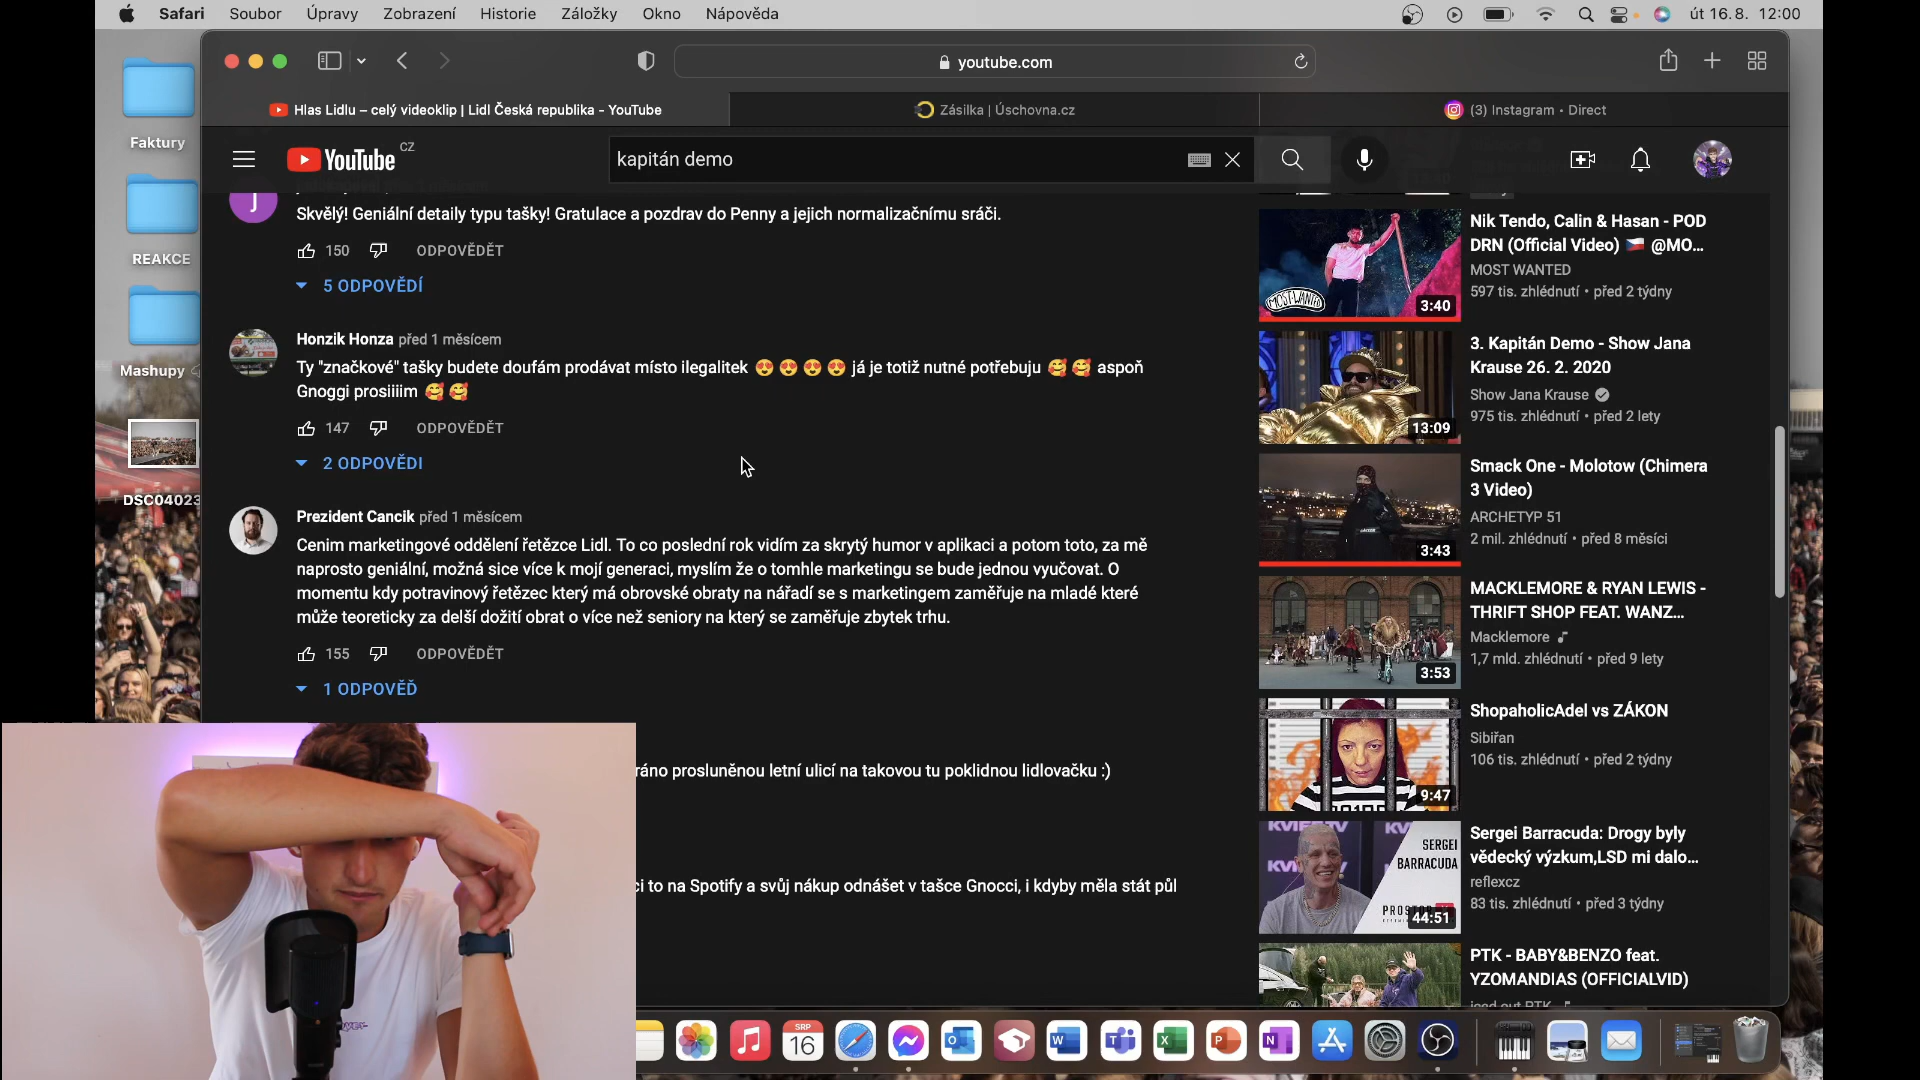 Safari Soubor Úpravy Zobrazení Historie Záložky Okno Nápověda
út 16.8. 12:00
youtube.com
Hlas Lidlu – celý videoklip | Lidl Česká republika - YouTube
Zásilka | Úschovna.cz
(3) Instagram • Direct
Faktury
REAKCE
Mashupy
DSC04023
YouTube CZ
kapitán demo
J
Skvělý! Geniální detaily typu tašky! Gratulace a pozdrav do Penny a jejich normalizačnímu sráči.
150 ODPOVĚDĚT
5 ODPOVĚDÍ
Honzik Honza před 1 měsícem
Ty "značkové" tašky budete doufám prodávat místo ilegalitek 😍 😍 😍 😍 já je totiž nutné potřebuju 🥰 🥰 aspoň
Gnoggi prosiiiim 🥰 🥰
147 ODPOVĚDĚT
2 ODPOVĚDI
Prezident Cancik před 1 měsícem
Cenim marketingové oddělení řetězce Lidl. To co poslední rok vidím za skrytý humor v aplikaci a potom toto, za mě
naprosto geniální, možná sice více k mojí generaci, myslím že o tomhle marketingu se bude jednou vyučovat. O
momentu kdy potravinový řetězec který má obrovské obraty na nářadí se s marketingem zaměřuje na mladé které
může teoreticky za delší dožití obrat o více než seniory na který se zaměřuje zbytek trhu.
155 ODPOVĚDĚT
1 ODPOVĚĎ
ráno prosluněnou letní ulicí na takovou tu poklidnou lidlovačku :)
ci to na Spotify a svůj nákup odnášet v tašce Gnocci, i kdyby měla stát půl
MOST WANTED
3:40
Nik Tendo, Calin & Hasan - POD
DRN (Official Video) 🇨🇿 @MO...
MOST WANTED
597 tis. zhlédnutí • před 2 týdny
13:09
3. Kapitán Demo - Show Jana
Krause 26. 2. 2020
Show Jana Krause
975 tis. zhlédnutí • před 2 lety
3:43
Smack One - Molotow (Chimera
3 Video)
ARCHETYP 51
2 mil. zhlédnutí • před 8 měsíci
3:53
MACKLEMORE & RYAN LEWIS -
THRIFT SHOP FEAT. WANZ...
Macklemore
1,7 mld. zhlédnutí • před 9 lety
9:47
ShopaholicAdel vs ZÁKON
Sibiřan
106 tis. zhlédnutí • před 2 týdny
SERGEI
BARRACUDA
44:51
Sergei Barracuda: Drogy byly
vědecký výzkum,LSD mi dalo...
reflexcz
83 tis. zhlédnutí • před 3 týdny
PTK - BABY&BENZO feat.
YZOMANDIAS (OFFICIALVID)
SRP
16